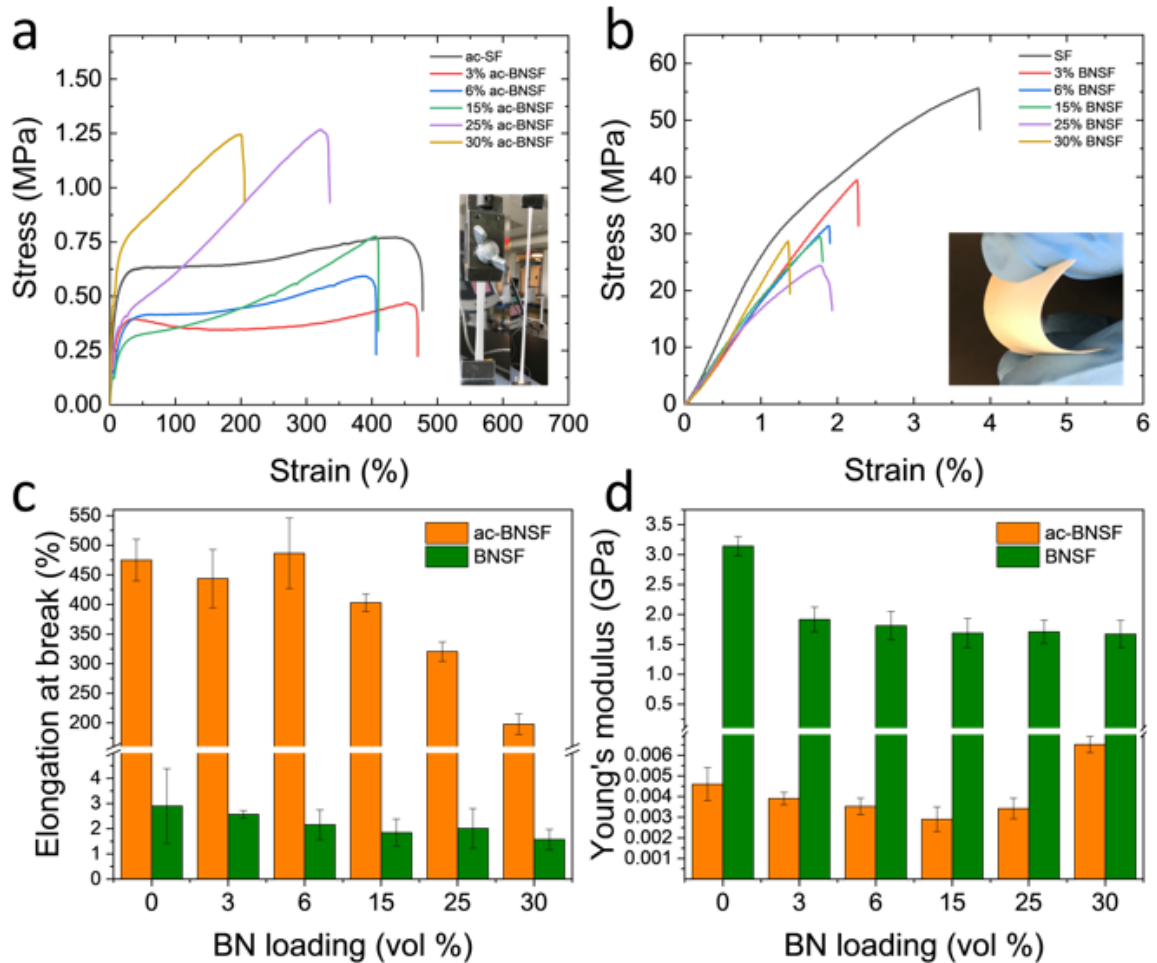 a
Stress (MPa)
1.50
1.25
1.00
0.75
0.50
0.25
0.00
0 100 200 300 400 500 600 700
Strain (%)
ac-SF
3% ac-BNSF
6% ac-BNSF
15% ac-BNSF
25% ac-BNSF
30% ac-BNSF
b
Stress (MPa)
60
50
40
30
20
10
0
0 1 2 3 4 5 6
Strain (%)
SF
3% BNSF
6% BNSF
15% BNSF
25% BNSF
30% BNSF
c
Elongation at break (%)
550
500
450
400
350
300
250
200
4
3
2
1
0
0 3 6 15 25 30
BN loading (vol %)
ac-BNSF
BNSF
d
Young's modulus (GPa)
3.5
3.0
2.5
2.0
1.5
1.0
0.5
0.006
0.005
0.004
0.003
0.002
0.001
0 3 6 15 25 30
BN loading (vol %)
ac-BNSF
BNSF